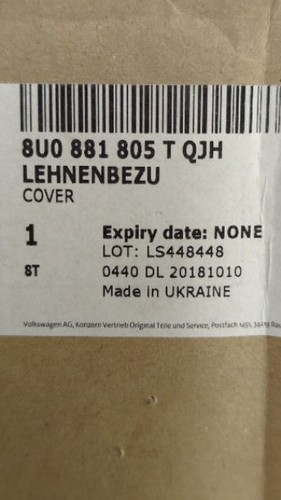 8U0 881 805 T QJH
LEHNENBEZU
COVER
1
Expiry date: NONE
LOT: LS448448
8T
0440 DL 20181010
Made in UKRAINE
Volkswagen AG, Konzern Vertrieb Original Teile und Service, Postfach